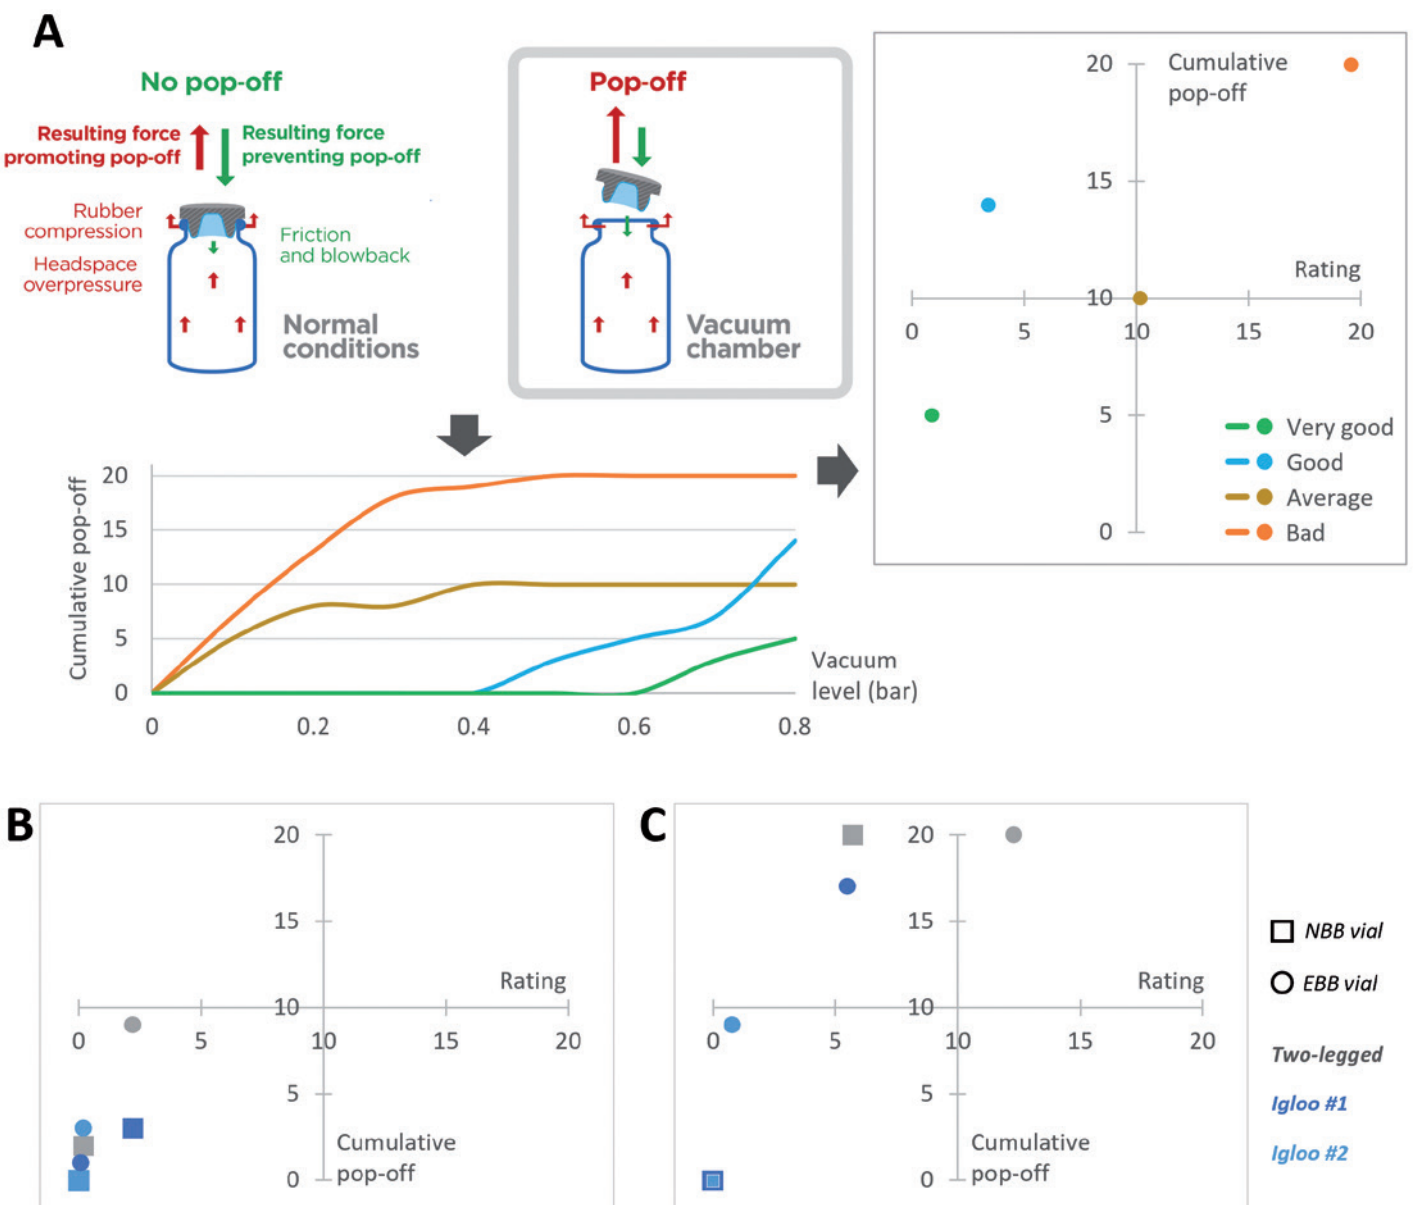 A
No pop-off
Resulting force
promoting pop-off
Resulting force
preventing pop-off
Rubber
compression
Headspace
overpressure
Friction
and blowback
Normal
conditions
Pop-off
Vacuum
chamber
20
Cumulative
pop-off
15
Rating
10
0
5
10
15
20
5
0
Very good
Good
Average
Bad
Cumulative pop-off
20
15
10
5
0
0
0.2
0.4
0.6
0.8
Vacuum
level (bar)
B
20
15
Rating
10
0
5
10
15
20
5
Cumulative
pop-off
0
C
20
15
Rating
10
0
5
10
15
20
5
Cumulative
pop-off
0
NBB vial
EBB vial
Two-legged
Igloo #1
Igloo #2